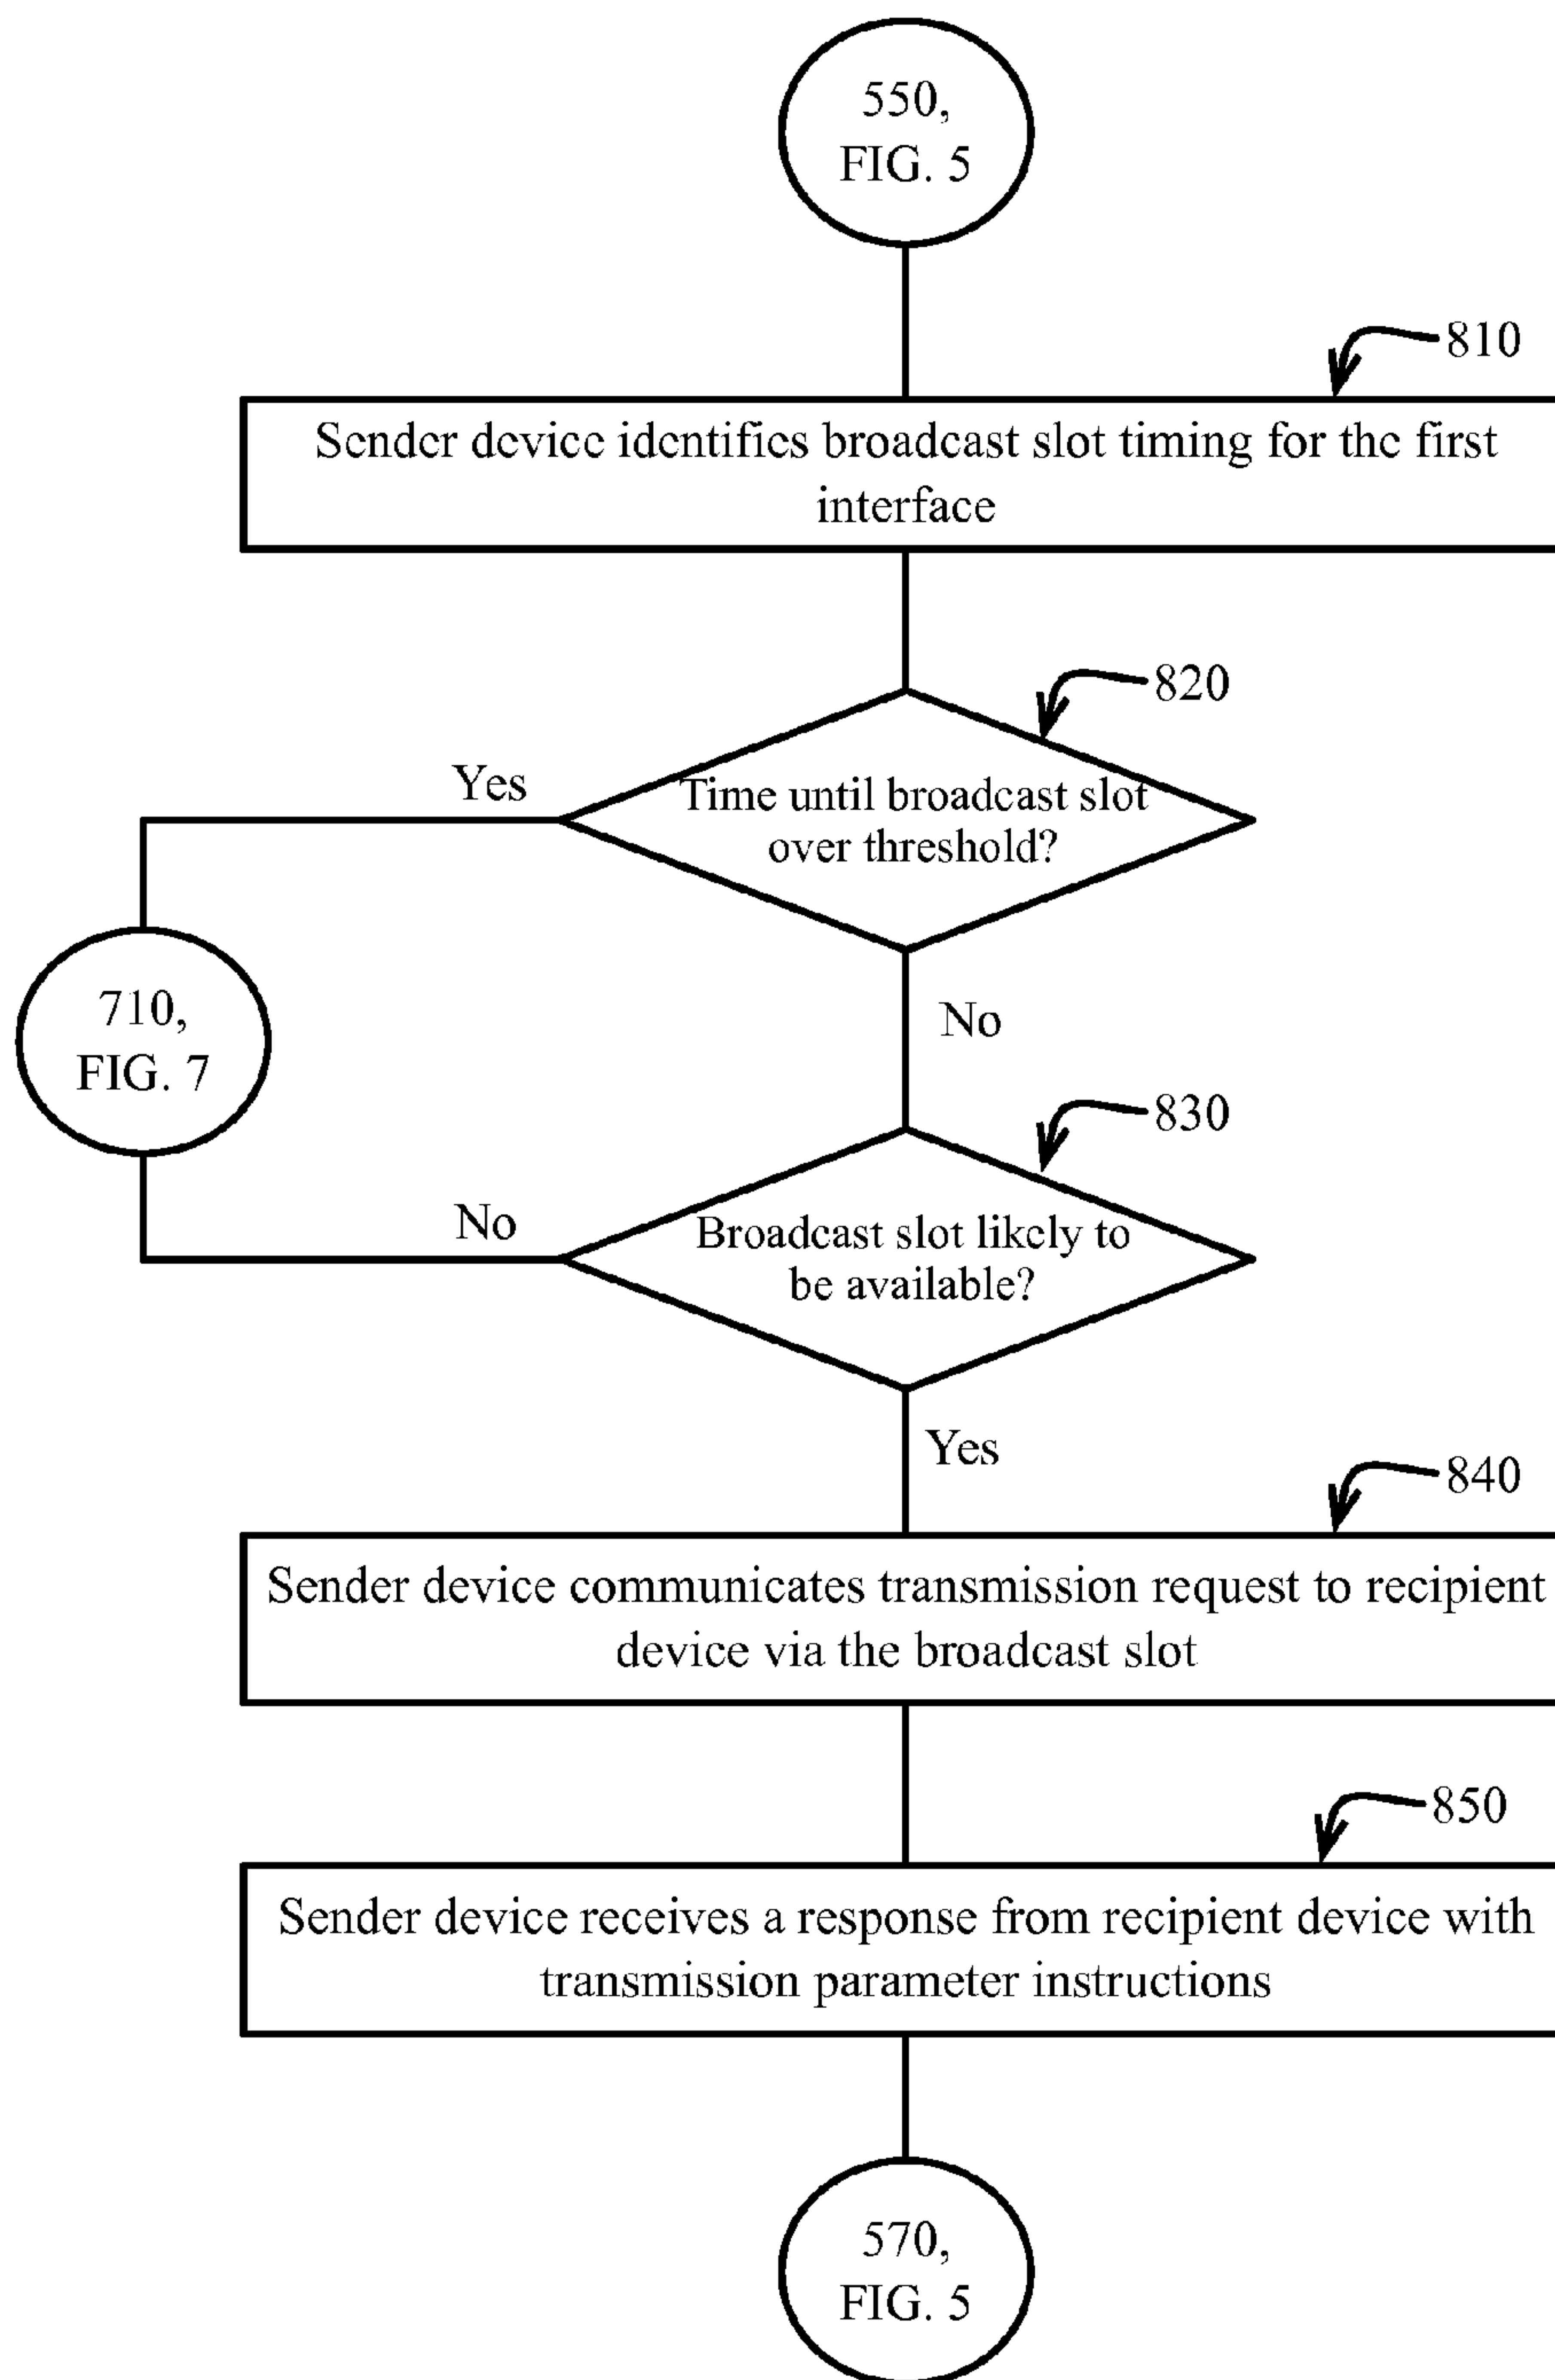 550,
FIG. 5
810
Sender device identifies broadcast slot timing for the first
interface
820
Yes
Time until broadcast slot
over threshold?
710,
FIG. 7
No
830
No
Broadcast slot likely to
be available?
Yes
840
Sender device communicates transmission request to recipient
device via the broadcast slot
850
Sender device receives a response from recipient device with
transmission parameter instructions
570,
FIG. 5